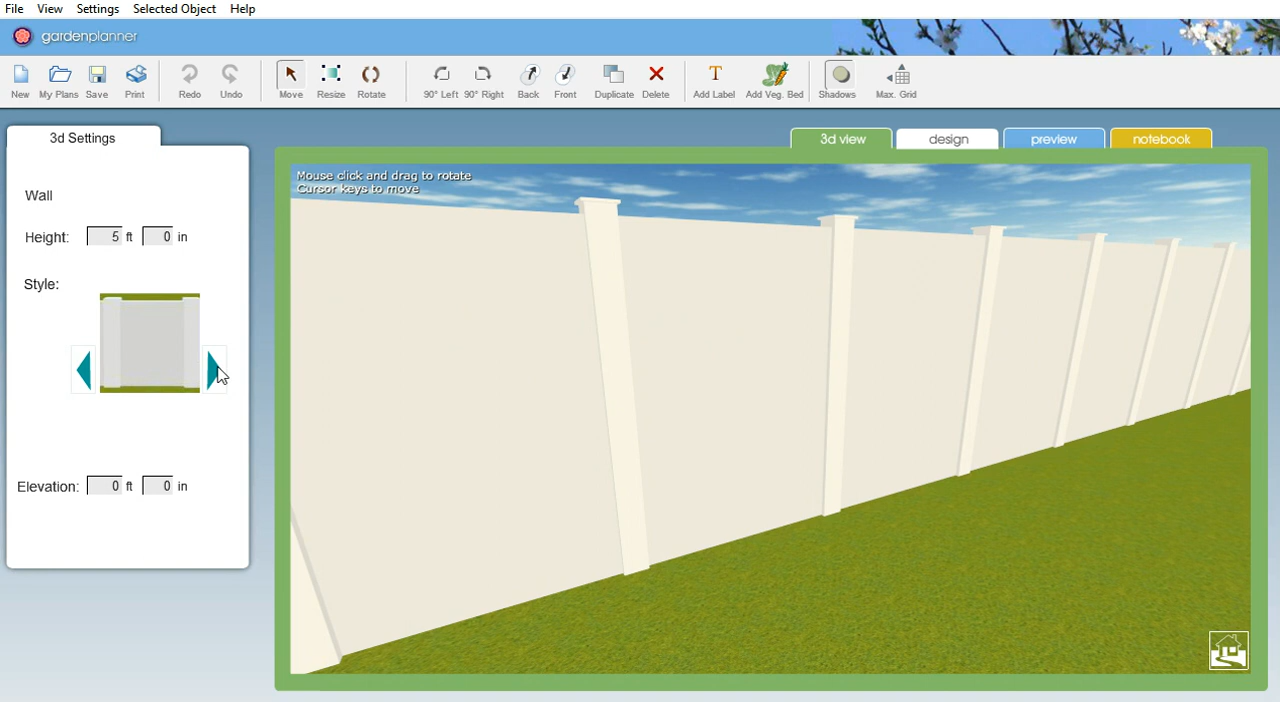 File View Settings Selected Object Help
gardenplanner
New My Plans Save Print Redo Undo Move Resize Rotate 90° Left 90° Right Back Front Duplicate Delete Add Label Add Veg. Bed Shadows Max. Grid
3d Settings
3d view design preview notebook
Mouse click and drag to rotate
Cursor keys to move
Wall
Height: 5 ft 0 in
Style:
Elevation: 0 ft 0 in